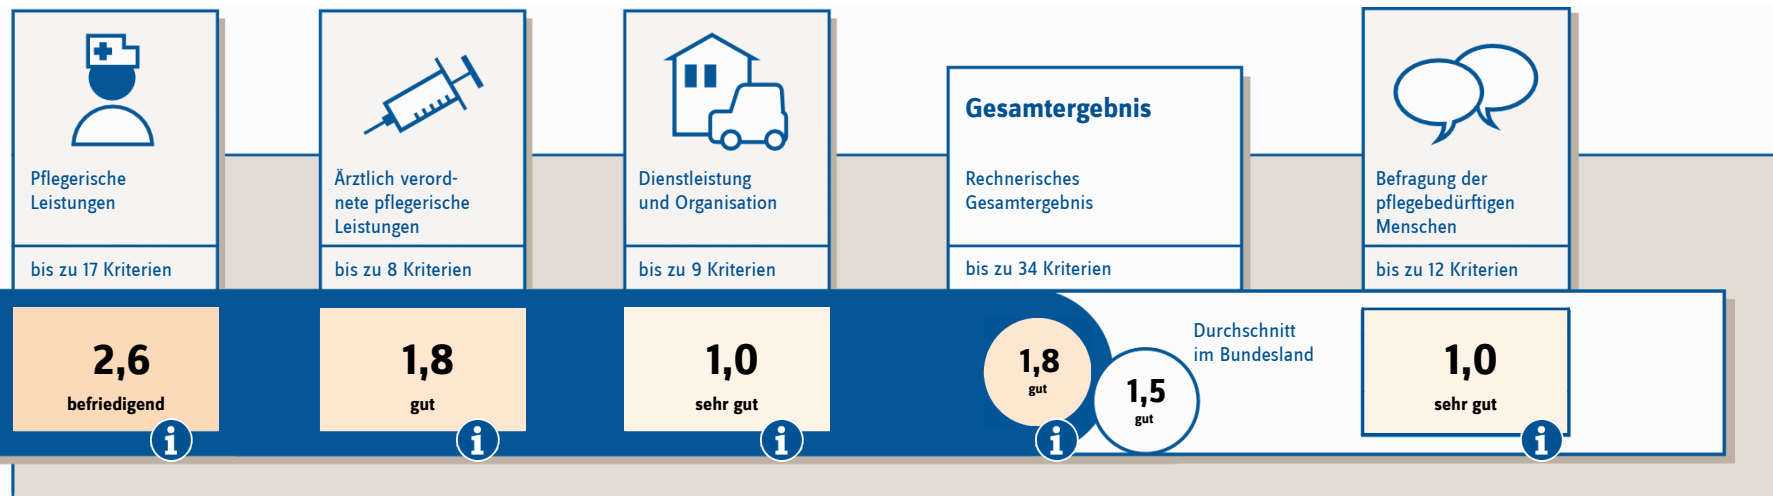 Pflegerische
Leistungen
bis zu 17 Kriterien
2,6
befriedigend
i
Ärztlich verord-
nete pflegerische
Leistungen
bis zu 8 Kriterien
1,8
gut
i
Dienstleistung
und Organisation
bis zu 9 Kriterien
1,0
sehr gut
i
Gesamtergebnis
Rechnerisches
Gesamtergebnis
bis zu 34 Kriterien
1,8
gut
i
Durchschnitt
im Bundesland
1,5
gut
Befragung der
pflegebedürftigen
Menschen
bis zu 12 Kriterien
1,0
sehr gut
i